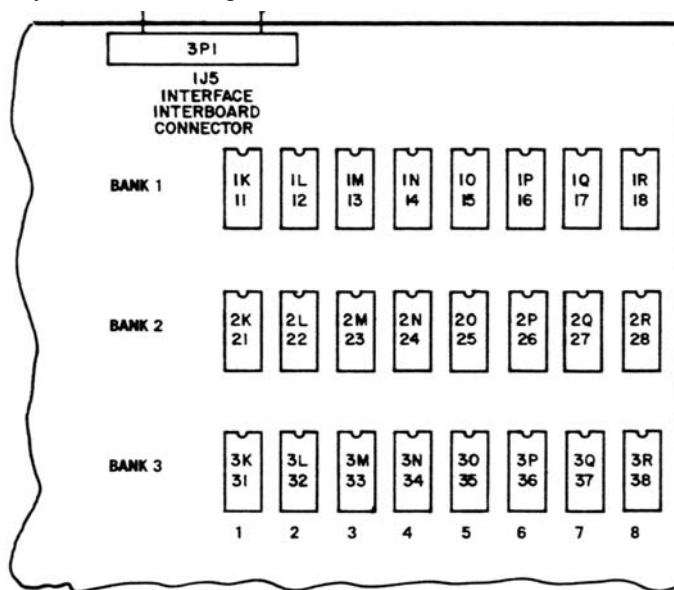 3P1
1J5
INTERFACE
INTERBOARD
CONNECTOR
BANK 1
1K 1L 1M 1N 1O 1P 1Q 1R
11 12 13 14 15 16 17 18
BANK 2
2K 2L 2M 2N 2O 2P 2Q 2R
21 22 23 24 25 26 27 28
BANK 3
3K 3L 3M 3N 3O 3P 3Q 3R
31 32 33 34 35 36 37 38
1 2 3 4 5 6 7 8